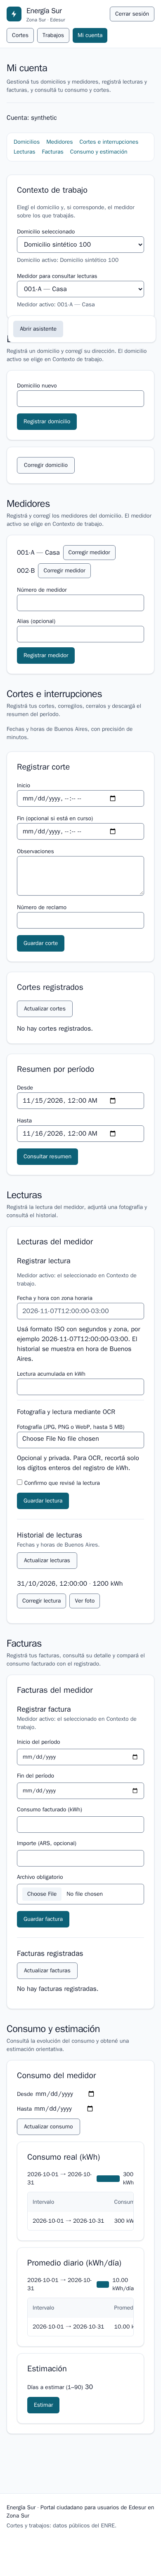 Energía Sur
Zona Sur · Edesur
Cerrar sesión
Cortes
Trabajos
Mi cuenta
Mi cuenta
Gestioná tus domicilios y medidores, registrá lecturas y
facturas, y consultá tu consumo y cortes.
Cuenta: synthetic
Domicilios
Medidores
Cortes e interrupciones
Lecturas
Facturas
Consumo y estimación
Contexto de trabajo
Elegí el domicilio y, si corresponde, el medidor
sobre los que trabajás.
Domicilio seleccionado
Domicilio sintético 100
Domicilio activo: Domicilio sintético 100
Medidor para consultar lecturas
001-A — Casa
Medidor activo: 001-A — Casa
Abrir asistente
Registrá un domicilio y corregí su dirección. El domicilio
activo se elige en Contexto de trabajo.
Domicilio nuevo
Registrar domicilio
Corregir domicilio
Medidores
Registrá y corregí los medidores del domicilio. El medidor
activo se elige en Contexto de trabajo.
001-A — Casa
Corregir medidor
002-B
Corregir medidor
Número de medidor
Alias (opcional)
Registrar medidor
Cortes e interrupciones
Registrá tus cortes, corregilos, cerralos y descargá el
resumen del período.
Fechas y horas de Buenos Aires, con precisión de
minutos.
Registrar corte
Inicio
mm/dd/yyyy, --:-- --
Fin (opcional si está en curso)
mm/dd/yyyy, --:-- --
Observaciones
Número de reclamo
Guardar corte
Cortes registrados
Actualizar cortes
No hay cortes registrados.
Resumen por período
Desde
11/15/2026, 12:00 AM
Hasta
11/16/2026, 12:00 AM
Consultar resumen
Lecturas
Registrá la lectura del medidor, adjuntá una fotografía y
consultá el historial.
Lecturas del medidor
Registrar lectura
Medidor activo: el seleccionado en Contexto de
trabajo.
Fecha y hora con zona horaria
2026-11-07T12:00:00-03:00
Usá formato ISO con segundos y zona, por
ejemplo 2026-11-07T12:00:00-03:00. El
historial se muestra en hora de Buenos
Aires.
Lectura acumulada en kWh
Fotografía y lectura mediante OCR
Fotografía (JPG, PNG o WebP, hasta 5 MB)
Choose File No file chosen
Opcional y privada. Para OCR, recortá solo
los dígitos enteros del registro de kWh.
Confirmo que revisé la lectura
Guardar lectura
Historial de lecturas
Fechas y horas de Buenos Aires.
Actualizar lecturas
31/10/2026, 12:00:00 · 1200 kWh
Corregir lectura
Ver foto
Facturas
Registrá tus facturas, consultá su detalle y compará el
consumo facturado con el registrado.
Facturas del medidor
Registrar factura
Medidor activo: el seleccionado en Contexto de
trabajo.
Inicio del período
mm/dd/yyyy
Fin del período
mm/dd/yyyy
Consumo facturado (kWh)
Importe (ARS, opcional)
Archivo obligatorio
Choose File No file chosen
Guardar factura
Facturas registradas
Actualizar facturas
No hay facturas registradas.
Consumo y estimación
Consultá la evolución del consumo y obtené una
estimación orientativa.
Consumo del medidor
Desde mm/dd/yyyy
Hasta mm/dd/yyyy
Actualizar consumo
Consumo real (kWh)
2026-10-01 → 2026-10-
31
300
kWh
Intervalo
Consum
2026-10-01 → 2026-10-31
300 kW
Promedio diario (kWh/día)
2026-10-01 → 2026-10-
31
10.00
kWh/día
Intervalo
Promed
2026-10-01 → 2026-10-31
10.00 k
Estimación
Días a estimar (1–90) 30
Estimar
Energía Sur · Portal ciudadano para usuarios de Edesur en
Zona Sur
Cortes y trabajos: datos públicos del ENRE.